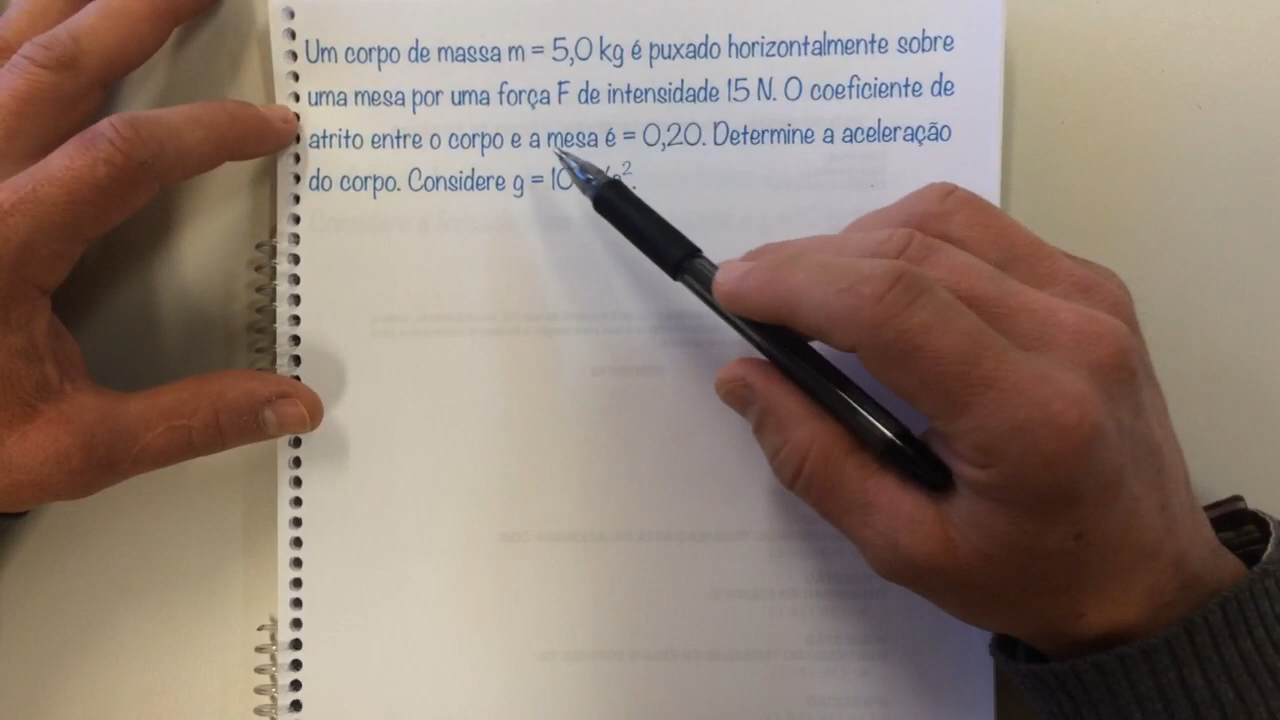 Um corpo de massa m = 5,0 kg é puxado horizontalmente sobre
uma mesa por uma força F de intensidade 15 N. O coeficiente de
atrito entre o corpo e a mesa é = 0,20. Determine a aceleração
do corpo. Considere g = 10